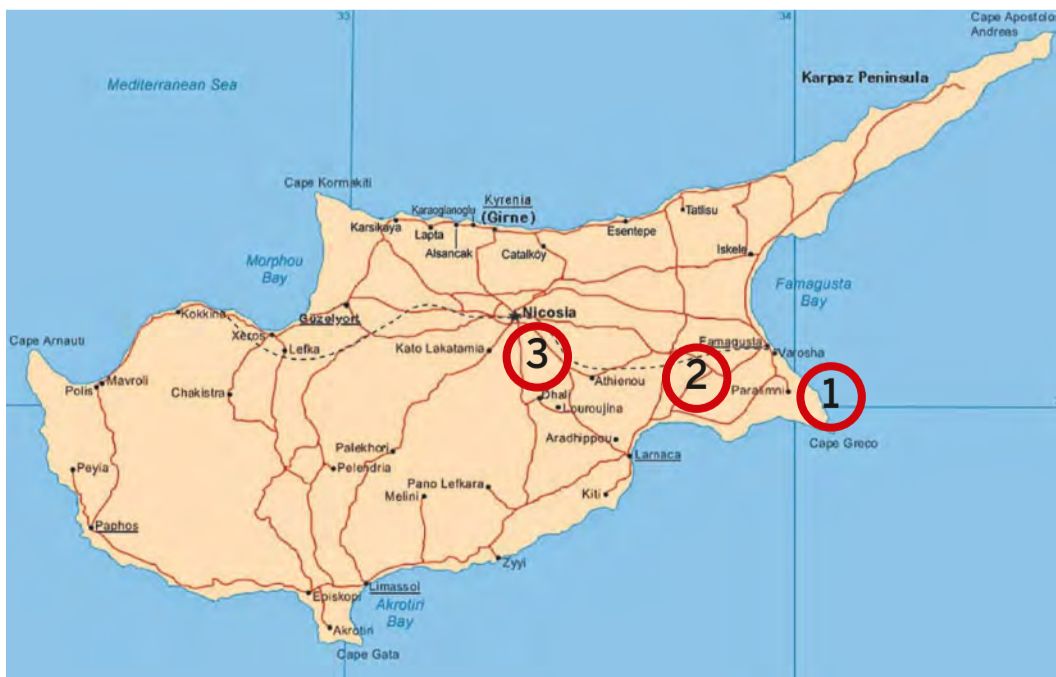 33
34
Cape Apostolos
Andreas
Mediterranean Sea
Karpaz Peninsula
Cape Kormakiti
Kyrenia
(Girne)
Karaoglanoglu
Karsikaya
Lapta
Alsancak
Catalkoy
Esentepe
Tatlisu
Iskele
Morphou
Bay
Famagusta
Bay
Kokkina
Güzelyort
Nicosia
Xeros
Lefka
Kato Lakatamia
Famagusta
Varosha
Cape Arnauti
Polis
Mavroli
Chakistra
3
2
1
Athienou
Paralimni
Dhal
Louroujina
Cape Greco
Aradhippou
Larnaca
Palekhori
Pelendria
Peyia
Pano Lefkara
Melini
Kiti
Paphos
Zyyi
Limassol
Episkopi
Akrotiri
Bay
Akrotiri
Cape Gata